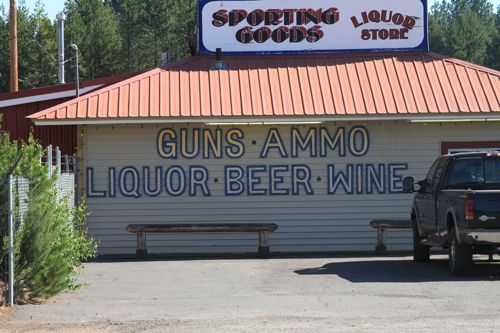 SPORTING GOODS
LIQUOR STORE
GUNS · AMMO
LIQUOR · BEER · WINE